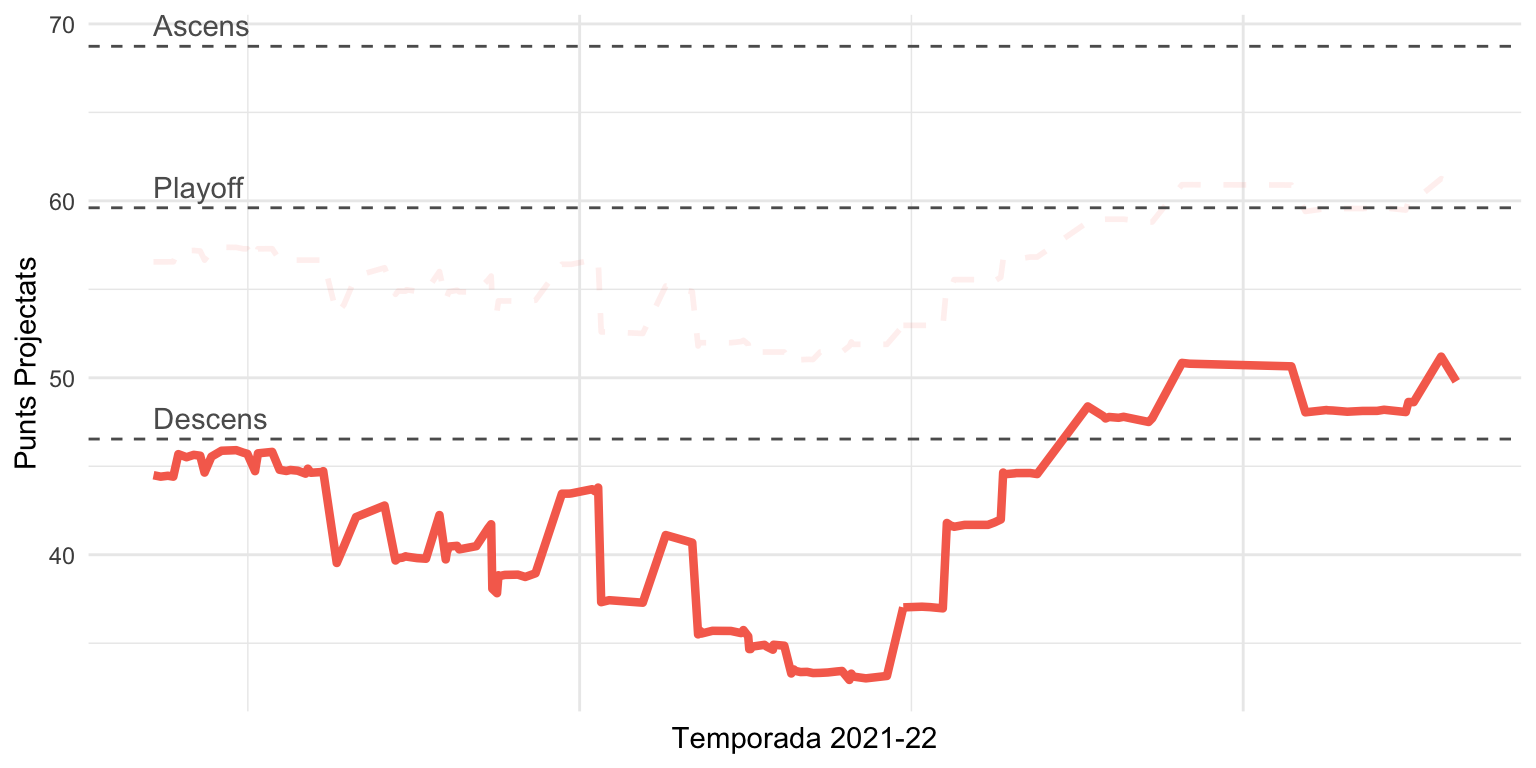 70
Ascens
Playoff
60
50
Descens
40
Punts Projectats
Temporada 2021-22